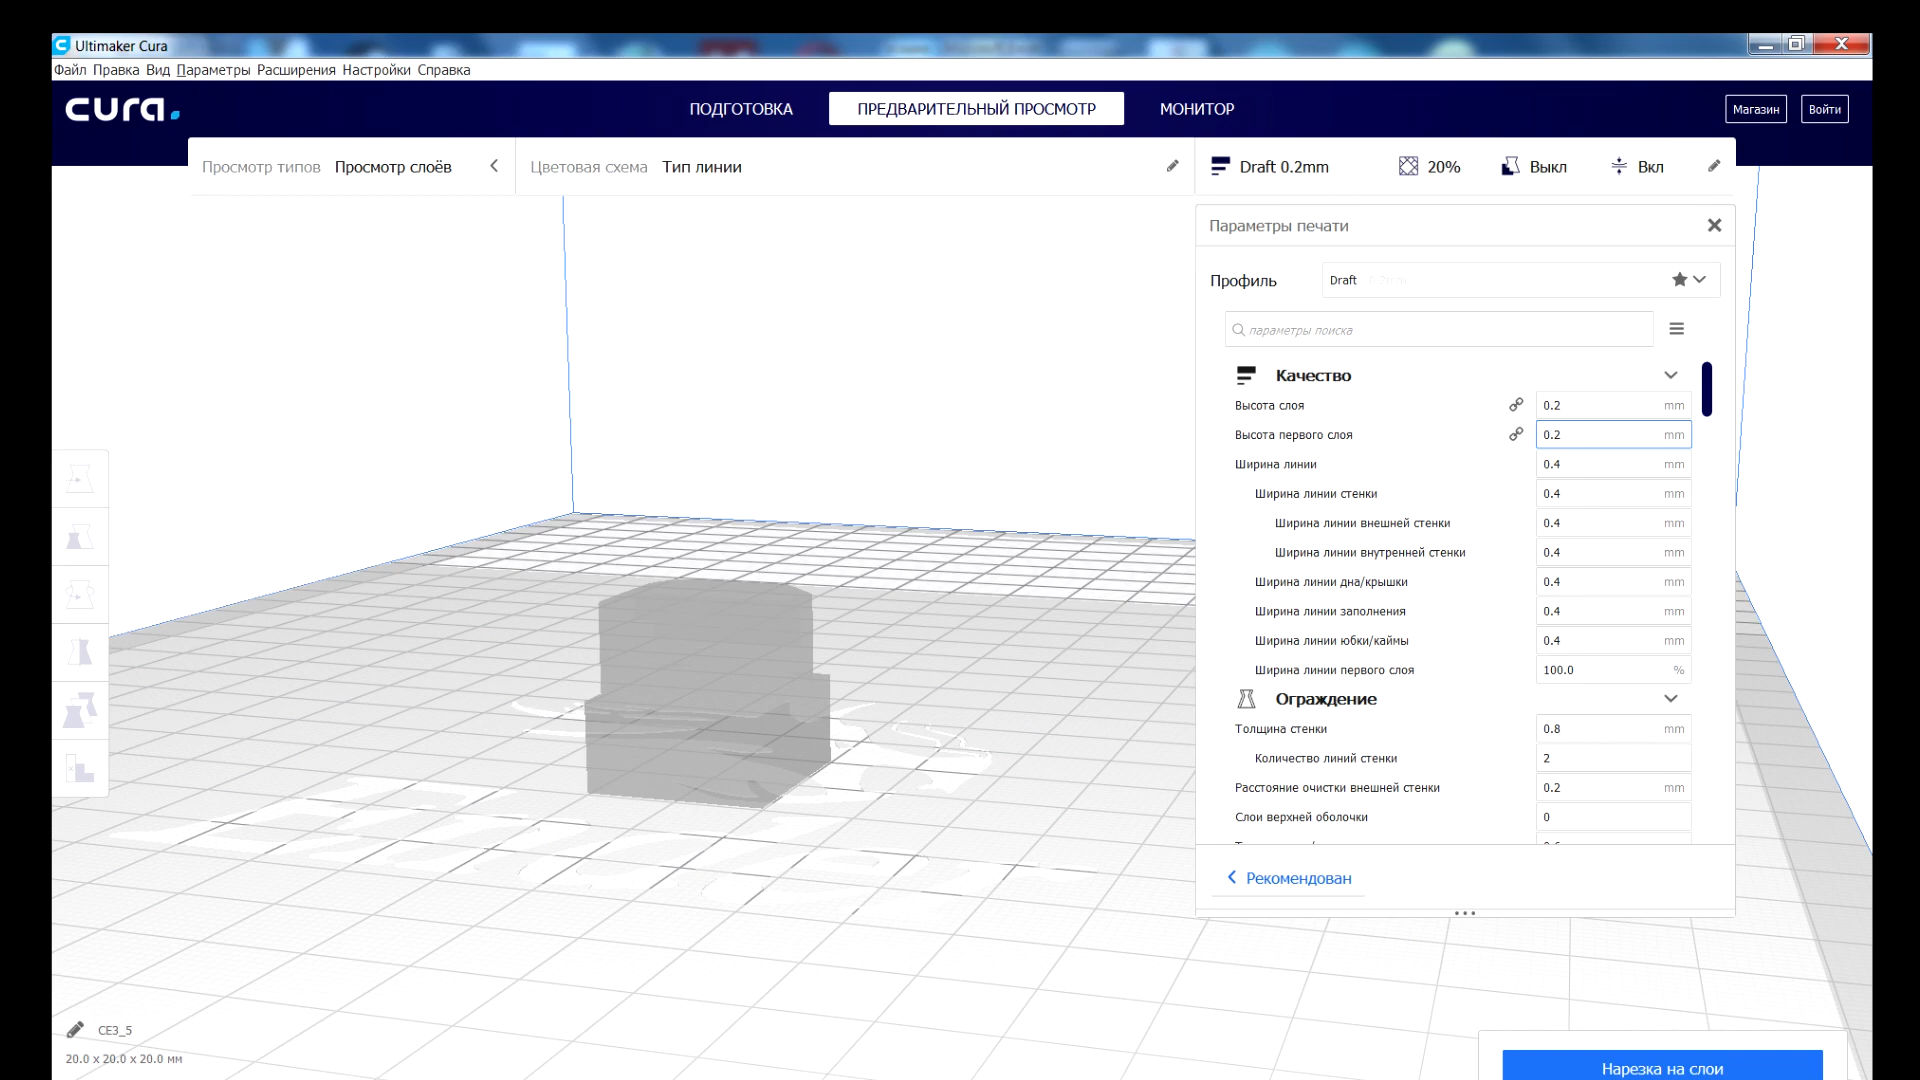 Ultimaker Cura
Файл Правка Вид Параметры Расширения Настройки Справка
cura.
ПОДГОТОВКА ПРЕДВАРИТЕЛЬНЫЙ ПРОСМОТР МОНИТОР
Магазин Войти
Просмотр типов Просмотр слоёв Цветовая схема Тип линии Draft 0.2mm 20% Выкл Вкл
Параметры печати
Профиль Draft 0.2mm
параметры поиска
Качество
Высота слоя 0.2 mm
Высота первого слоя 0.2 mm
Ширина линии 0.4 mm
Ширина линии стенки 0.4 mm
Ширина линии внешней стенки 0.4 mm
Ширина линии внутренней стенки 0.4 mm
Ширина линии дна/крышки 0.4 mm
Ширина линии заполнения 0.4 mm
Ширина линии юбки/каймы 0.4 mm
Ширина линии первого слоя 100.0 %
Ограждение
Толщина стенки 0.8 mm
Количество линий стенки 2
Расстояние очистки внешней стенки 0.2 mm
Слои верхней оболочки 0
Рекомендован
CE3_5
20.0 x 20.0 x 20.0 мм
Нарезка на слои